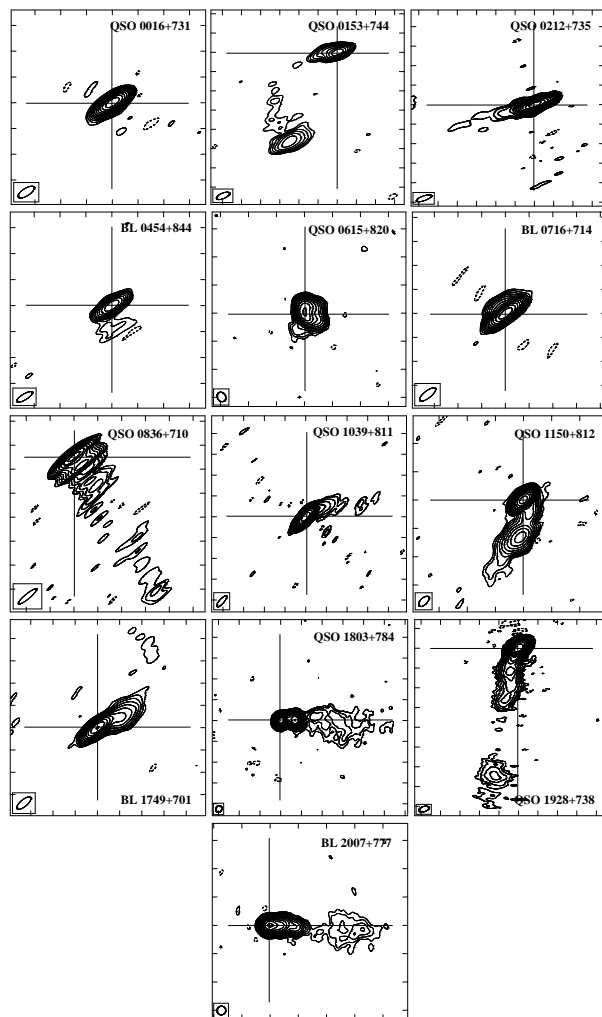 QSO 0016+731
QSO 0153+744
QSO 0212+735
BL 0454+844
QSO 0615+820
BL 0716+714
QSO 0836+710
QSO 1039+811
QSO 1150+812
BL 1749+701
QSO 1803+784
QSO 1928+738
BL 2007+777